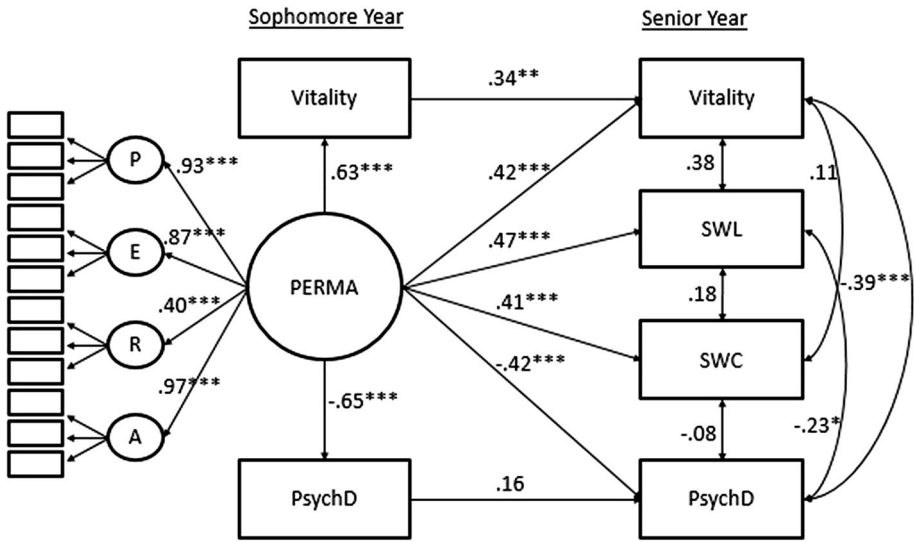 Sophomore Year
Senior Year
Vitality
.34**
Vitality
P
.93***
.63***
.42***
.38
.11
E
.87***
PERMA
.47***
SWL
R
.40***
.41***
.18
-.39***
SWC
A
.97***
-.65***
-.42***
-.08
-.23*
PsychD
.16
PsychD